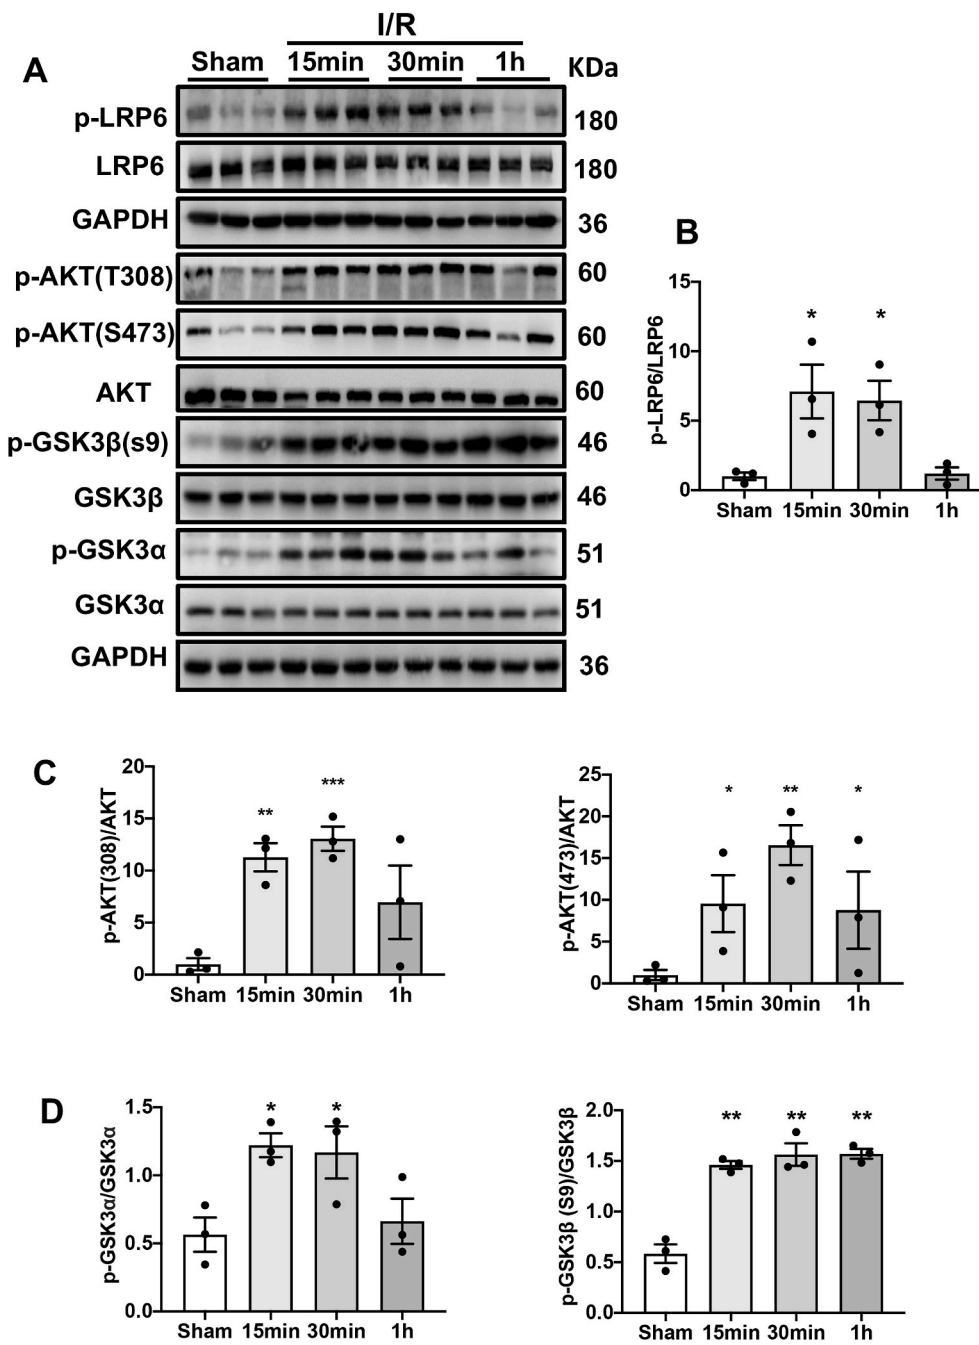 I/R
A Sham 15min 30min 1h KDa
p-LRP6 180
LRP6 180
GAPDH 36
p-AKT(T308) 60
p-AKT(S473) 60
AKT 60
p-GSK3β(s9) 46
GSK3β 46
p-GSK3α 51
GSK3α 51
GAPDH 36
B
p-LRP6/LRP6
15
10
5
0
* *
Sham 15min 30min 1h
C
p-AKT(308)/AKT
20
15
10
5
0
** ***
Sham 15min 30min 1h
p-AKT(473)/AKT
25
20
15
10
5
0
* ** *
Sham 15min 30min 1h
D
p-GSK3α/GSK3α
1.5
1.0
0.5
0.0
* *
Sham 15min 30min 1h
p-GSK3β (S9)/GSK3β
2.0
1.5
1.0
0.5
0.0
** ** **
Sham 15min 30min 1h